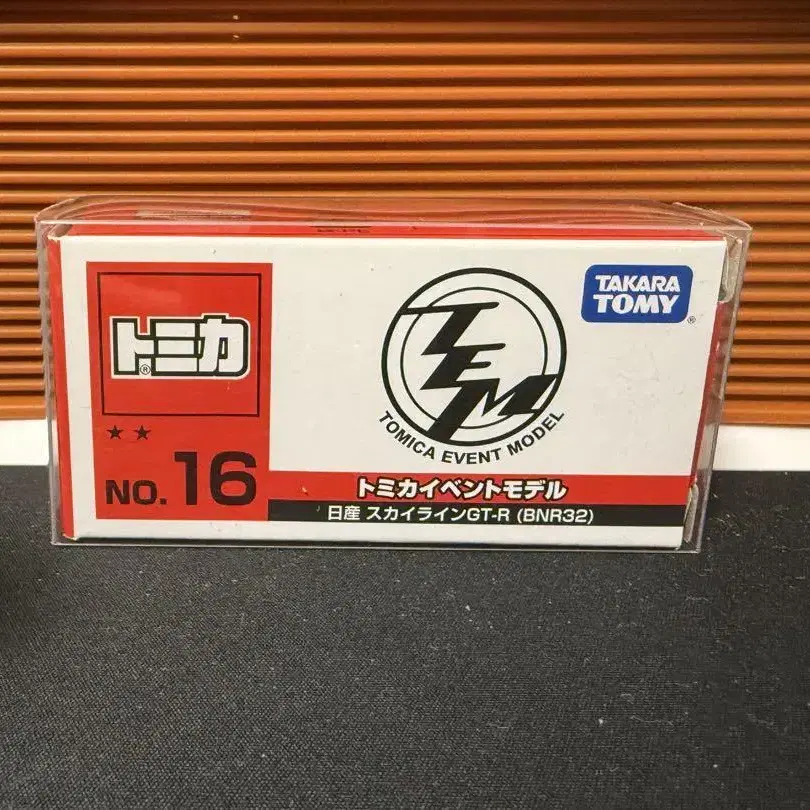 トミカ
®
★★
NO. 16
TEM
TOMICA EVENT MODEL
TAKARA
TOMY
®
トミカイベントモデル
日産 スカイラインGT-R (BNR32)